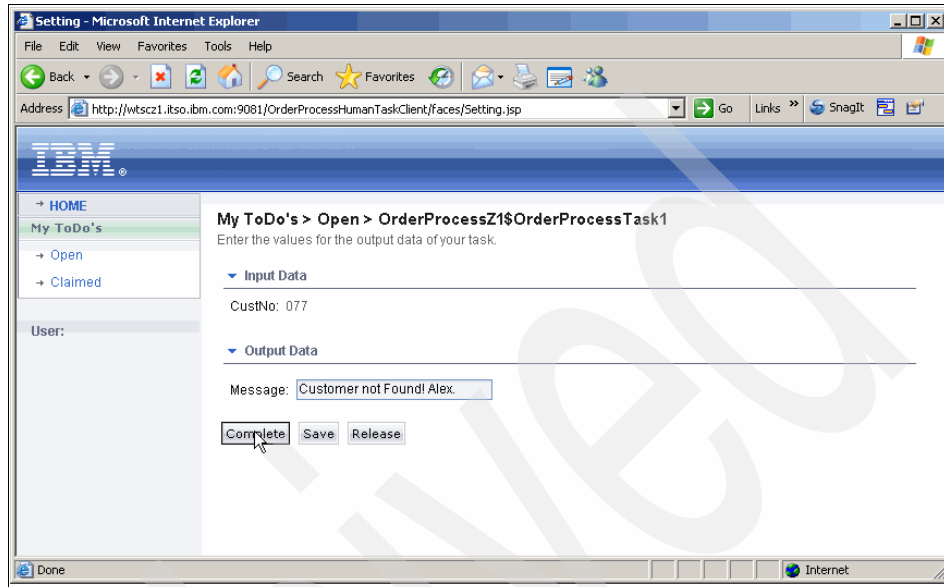 Setting - Microsoft Internet Explorer
File Edit View Favorites Tools Help
Back Search Favorites
Address http://wtscz1.itso.ibm.com:9081/OrderProcessHumanTaskClient/faces/Setting.jsp Go Links » SnagIt
IBM®
HOME
My ToDo's
Open
Claimed
User:
My ToDo's > Open > OrderProcessZ1$OrderProcessTask1
Enter the values for the output data of your task.
Input Data
CustNo: 077
Output Data
Message: Customer not Found! Alex.
Complete Save Release
Done Internet